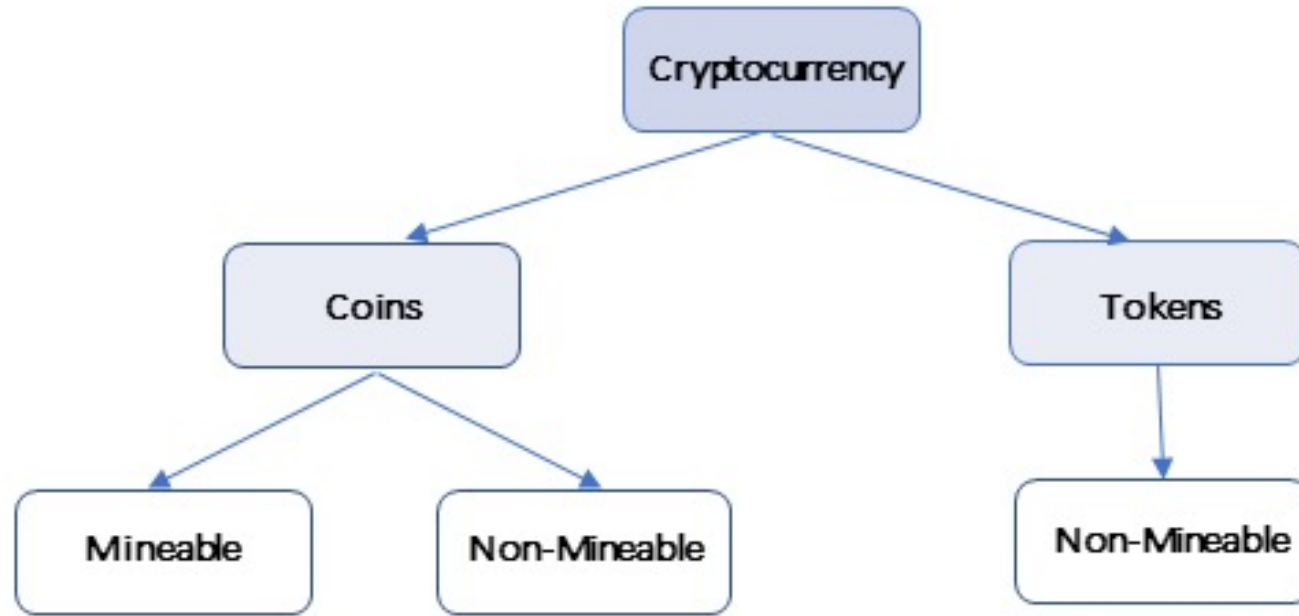 Cryptocurrency
Coins
Tokens
Mineable
Non-Mineable
Non-Mineable